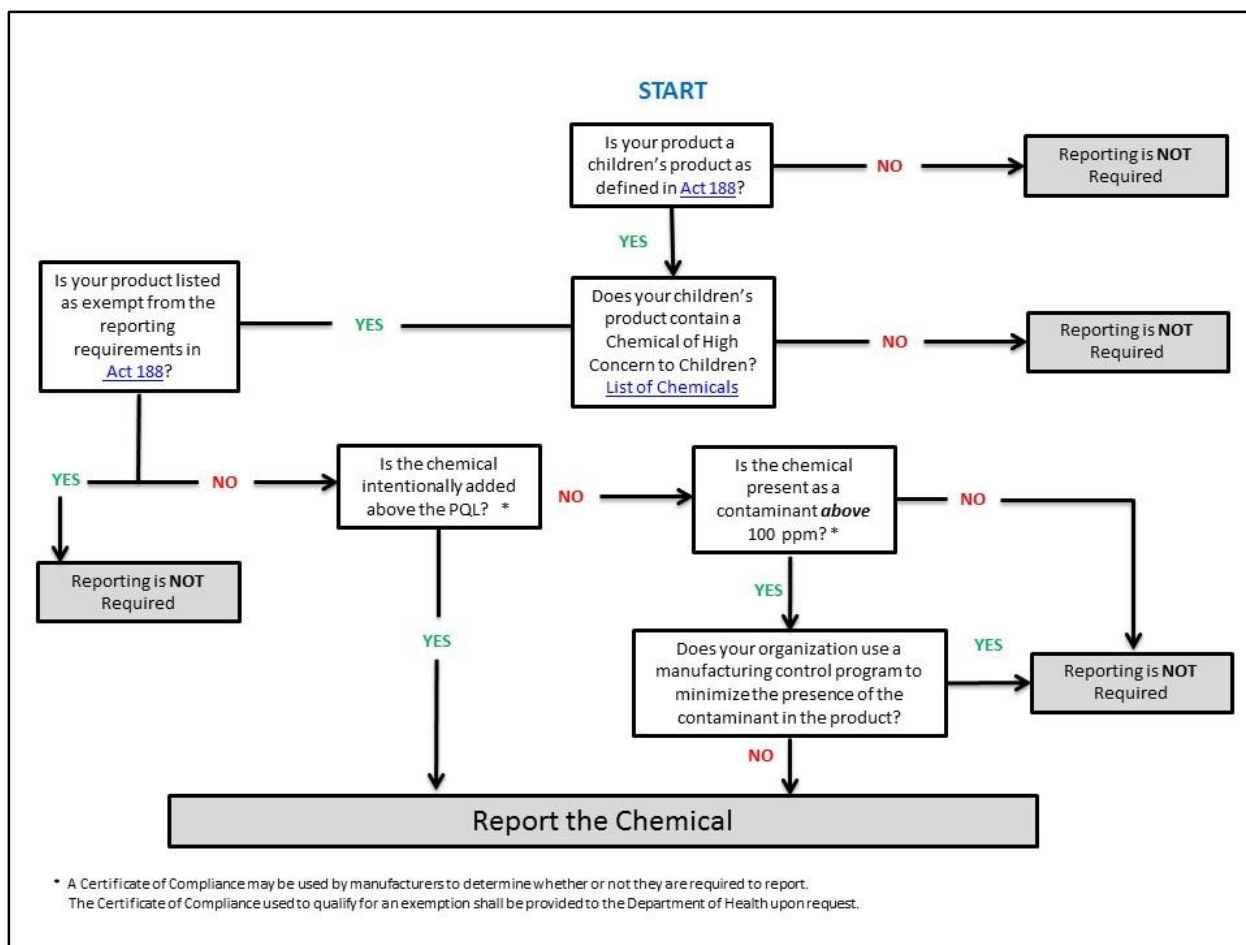 START
Is your product a
children's product as
defined in Act 188?
NO
Reporting is NOT
Required
YES
Is your product listed
as exempt from the
reporting
requirements in
Act 188?
YES
Does your children's
product contain a
Chemical of High
Concern to Children?
List of Chemicals
NO
Reporting is NOT
Required
YES
NO
Is the chemical
intentionally added
above the PQL? *
NO
Is the chemical
present as a
contaminant above
100 ppm? *
NO
Reporting is NOT
Required
YES
YES
Does your organization use a
manufacturing control program to
minimize the presence of the
contaminant in the product?
YES
Reporting is NOT
Required
NO
Report the Chemical
* A Certificate of Compliance may be used by manufacturers to determine whether or not they are required to report.
The Certificate of Compliance used to qualify for an exemption shall be provided to the Department of Health upon request.